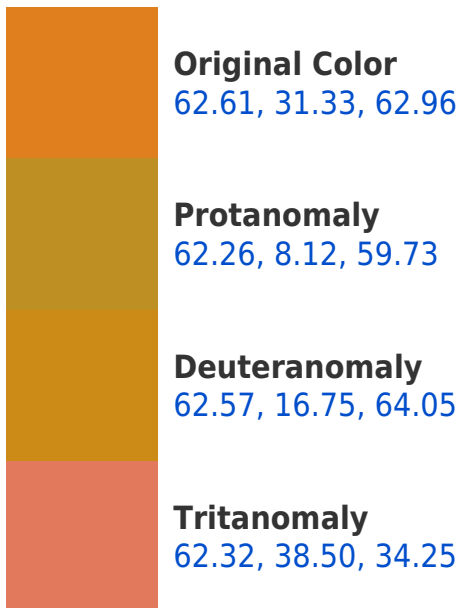 Original Color
62.61, 31.33, 62.96
Protanomaly
62.26, 8.12, 59.73
Deuteranomaly
62.57, 16.75, 64.05
Tritanomaly
62.32, 38.50, 34.25